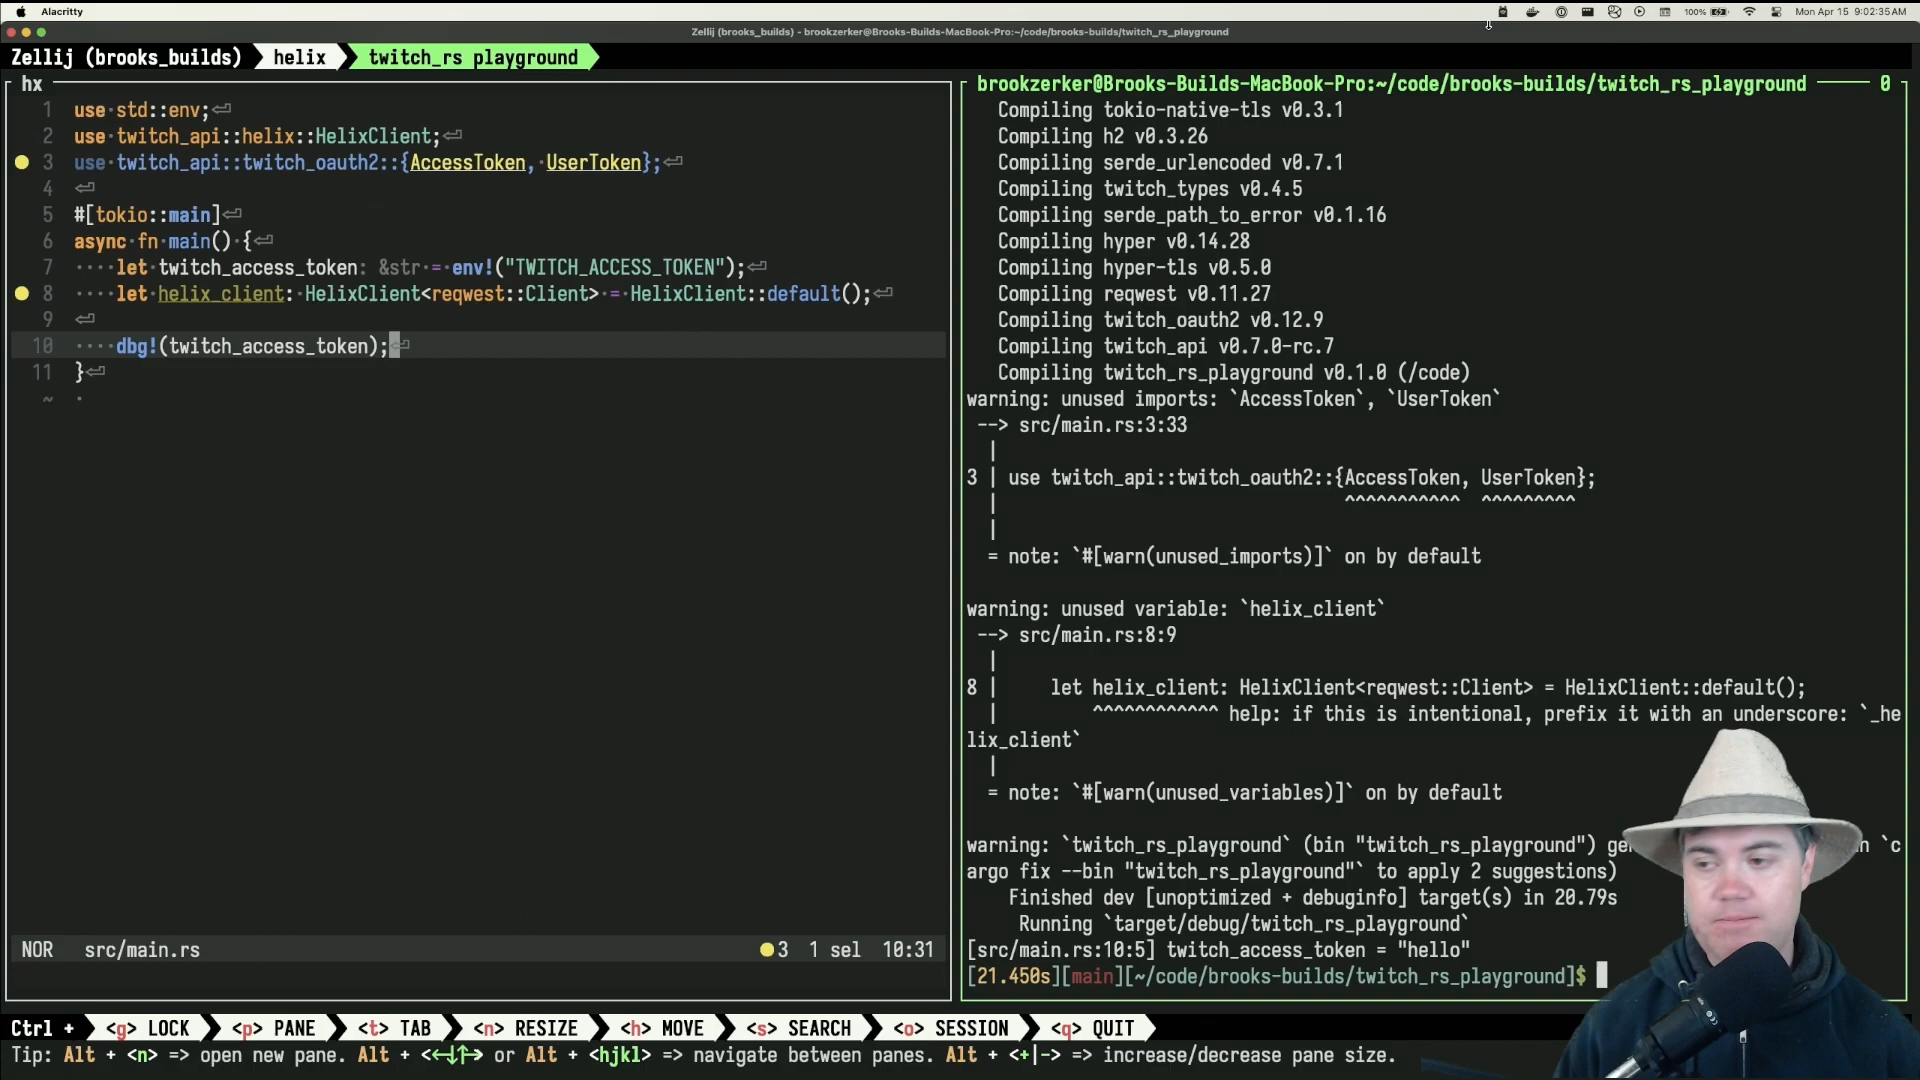 Alacritty
100%
Mon Apr 15 9:02:35AM
Zellij (brooks_builds) - brookzerker@Brooks-Builds-MacBook-Pro:~/code/brooks-builds/twitch_rs_playground
Zellij (brooks_builds) helix twitch_rs playground
hx
1 use·std::env;⏎
2 use·twitch_api::helix::HelixClient;⏎
3 use·twitch_api::twitch_oauth2::{AccessToken,·UserToken};⏎
4 ⏎
5 #[tokio::main]⏎
6 async·fn·main()·{⏎
7 ····let·twitch_access_token: &str·=·env!("TWITCH_ACCESS_TOKEN");⏎
8 ····let·helix_client:·HelixClient<reqwest::Client>·=·HelixClient::default();⏎
9 ⏎
10 ····dbg!(twitch_access_token);⏎
11 }⏎
~ ·
NOR src/main.rs 3 1 sel 10:31
brookzerker@Brooks-Builds-MacBook-Pro:~/code/brooks-builds/twitch_rs_playground 0
Compiling tokio-native-tls v0.3.1
Compiling h2 v0.3.26
Compiling serde_urlencoded v0.7.1
Compiling twitch_types v0.4.5
Compiling serde_path_to_error v0.1.16
Compiling hyper v0.14.28
Compiling hyper-tls v0.5.0
Compiling reqwest v0.11.27
Compiling twitch_oauth2 v0.12.9
Compiling twitch_api v0.7.0-rc.7
Compiling twitch_rs_playground v0.1.0 (/code)
warning: unused imports: `AccessToken`, `UserToken`
--> src/main.rs:3:33
|
3 | use twitch_api::twitch_oauth2::{AccessToken, UserToken};
| ^^^^^^^^^^^ ^^^^^^^^^
|
= note: `#[warn(unused_imports)]` on by default
warning: unused variable: `helix_client`
--> src/main.rs:8:9
|
8 | let helix_client: HelixClient<reqwest::Client> = HelixClient::default();
| ^^^^^^^^^^^^ help: if this is intentional, prefix it with an underscore: `_he
lix_client`
|
= note: `#[warn(unused_variables)]` on by default
warning: `twitch_rs_playground` (bin "twitch_rs_playground") `c
argo fix --bin "twitch_rs_playground"` to apply 2 suggestions)
Finished dev [unoptimized + debuginfo] target(s) in 20.79s
Running `target/debug/twitch_rs_playground`
[src/main.rs:10:5] twitch_access_token = "hello"
[21.450s][main][~/code/brooks-builds/twitch_rs_playground]$
Ctrl + <g> LOCK <p> PANE <t> TAB <n> RESIZE <h> MOVE <s> SEARCH <o> SESSION <q> QUIT
Tip: Alt + <n> => open new pane. Alt + <←↓↑→> or Alt + <hjkl> => navigate between panes. Alt + <+|-> => increase/decrease pane size.